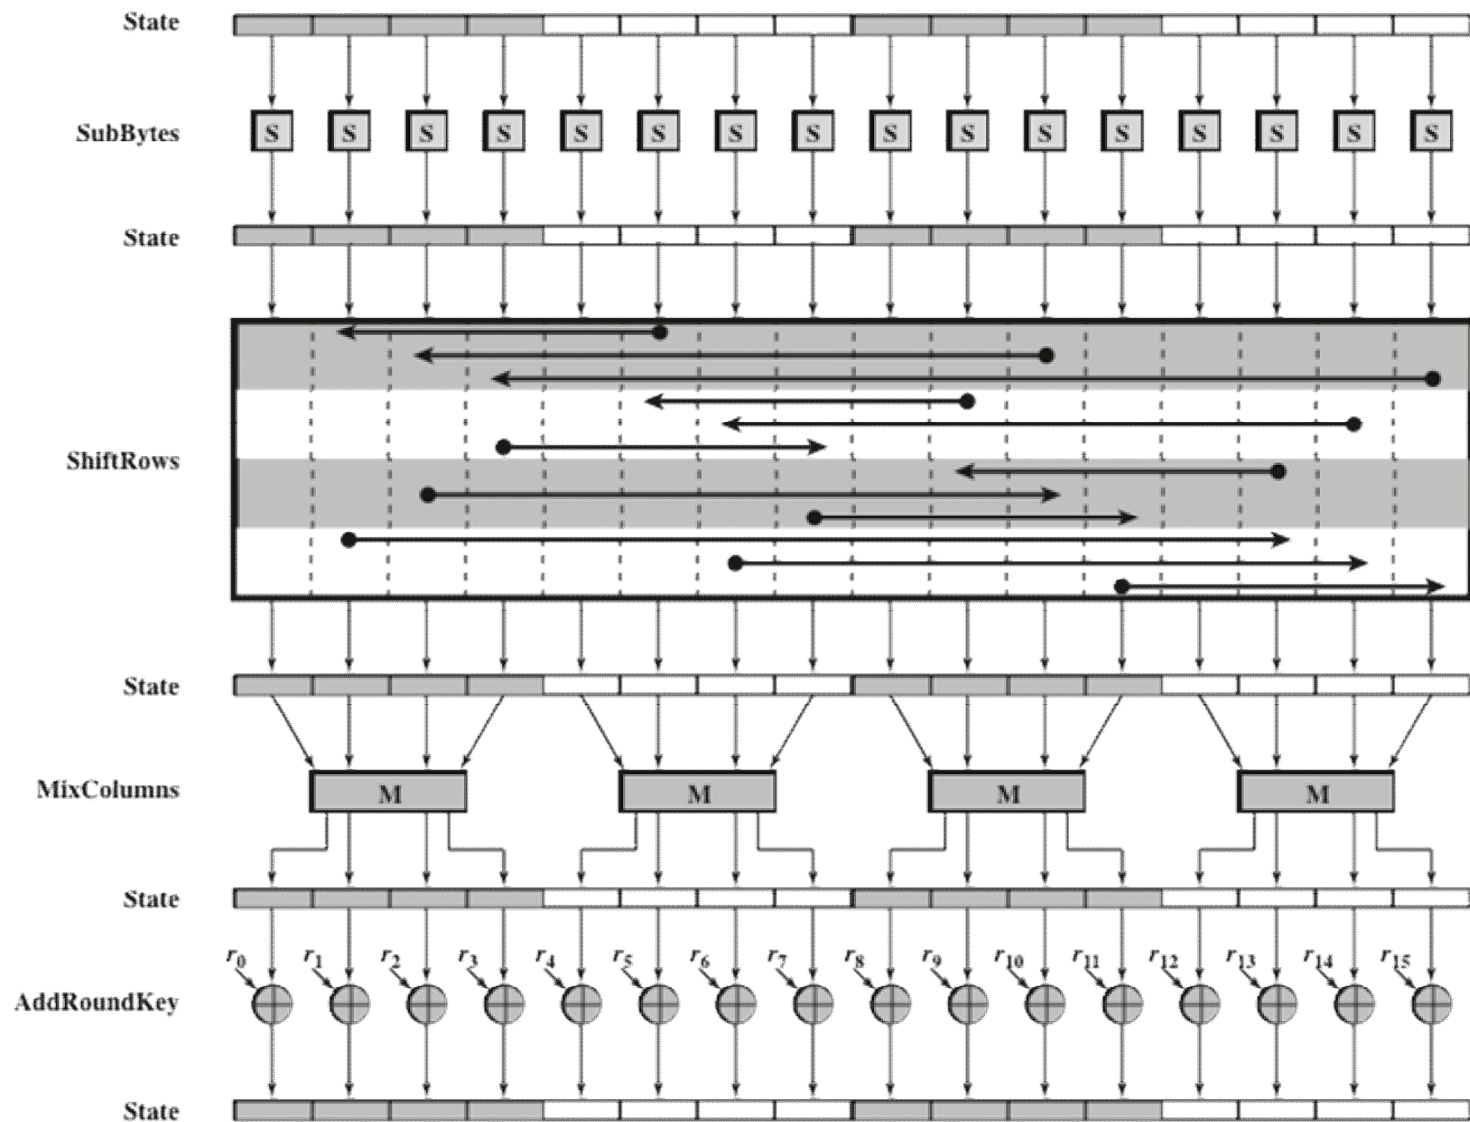 State
SubBytes S S S S S S S S S S S S S S S S
State
ShiftRows
State
MixColumns M M M M
State
r0 r1 r2 r3 r4 r5 r6 r7 r8 r9 r10 r11 r12 r13 r14 r15
AddRoundKey
State